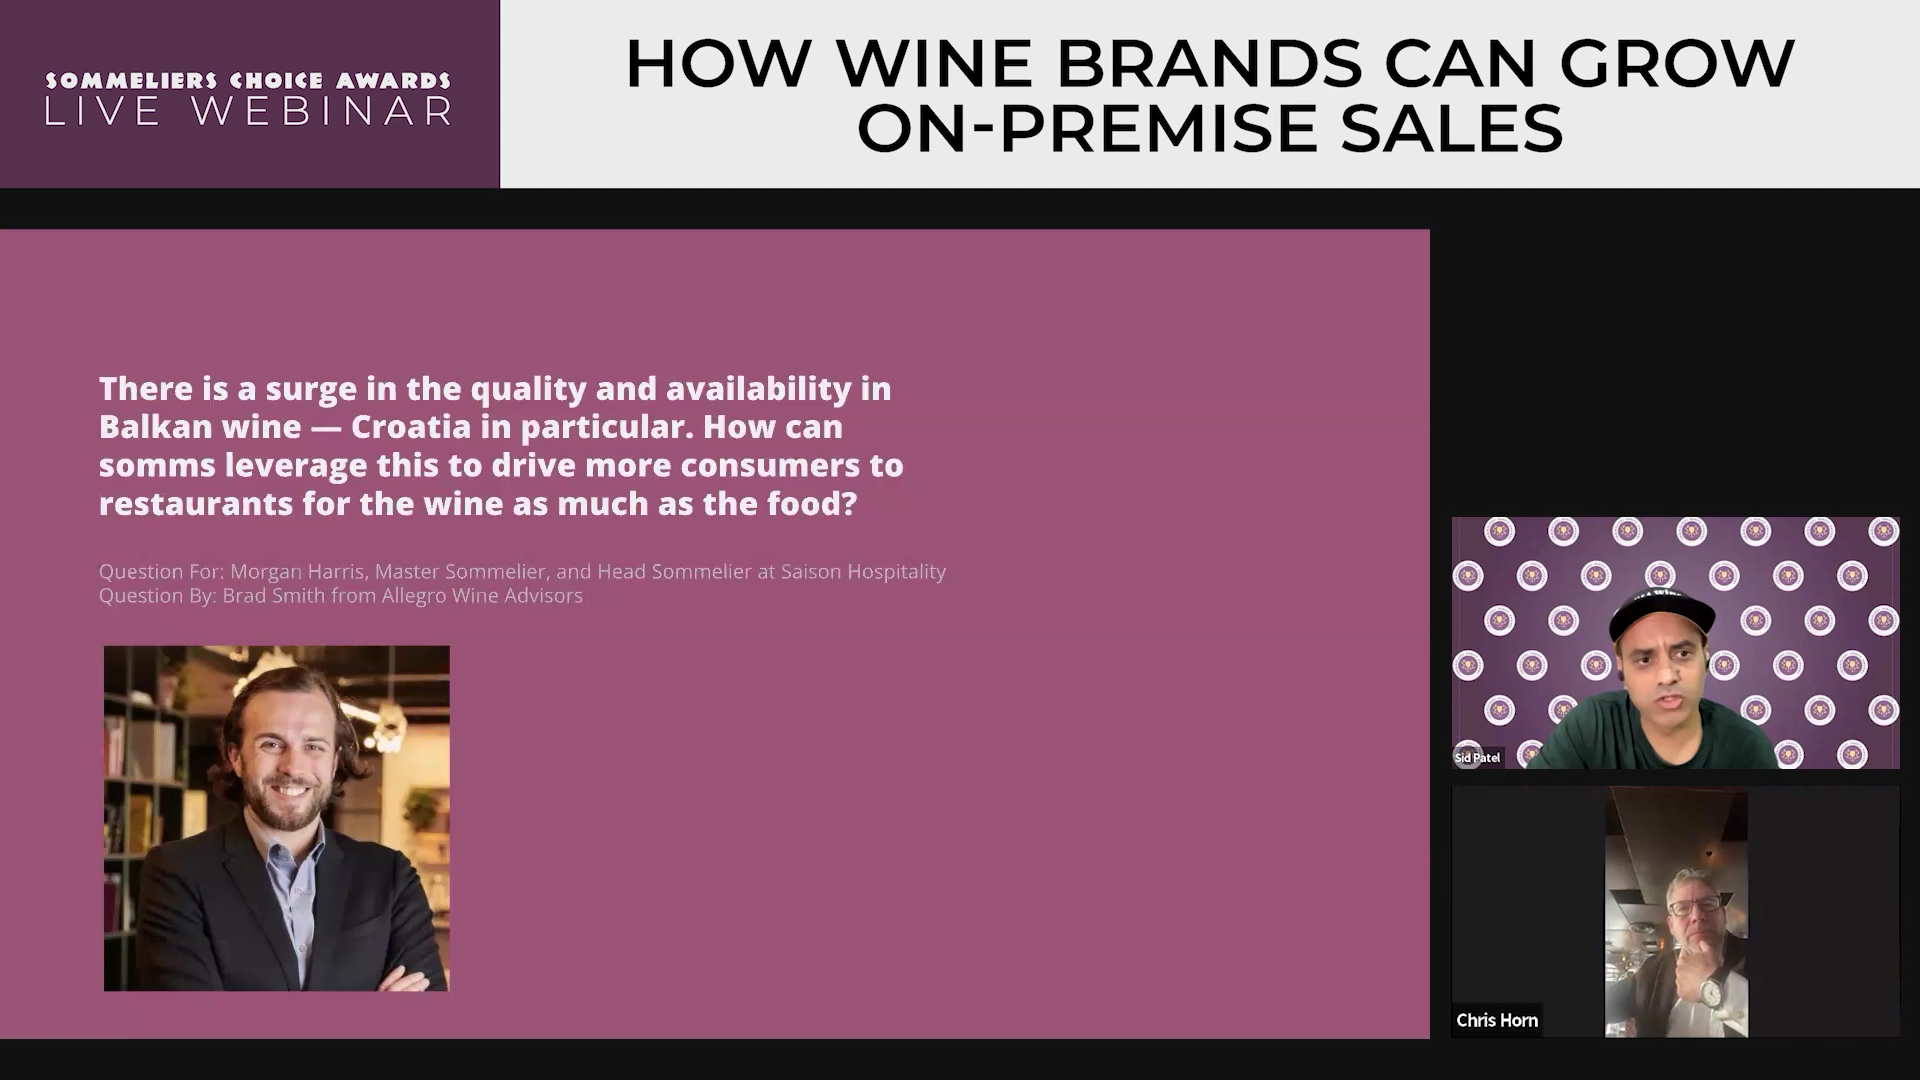 SOMMELIERS CHOICE AWARDS
LIVE WEBINAR
HOW WINE BRANDS CAN GROW
ON-PREMISE SALES
There is a surge in the quality and availability in
Balkan wine — Croatia in particular. How can
somms leverage this to drive more consumers to
restaurants for the wine as much as the food?
Question For: Morgan Harris, Master Sommelier, and Head Sommelier at Saison Hospitality
Question By: Brad Smith from Allegro Wine Advisors
Sid Patel
Chris Horn